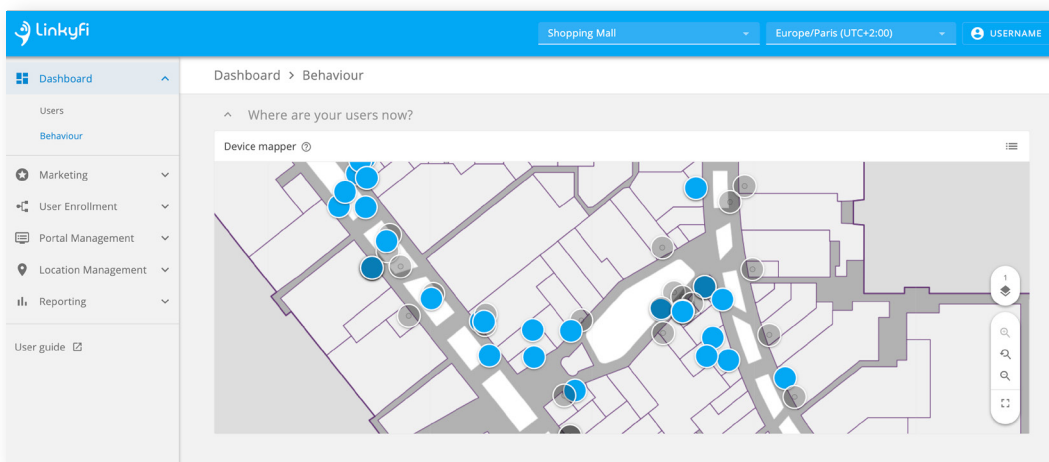 Linkyfi
Shopping Mall
Europe/Paris (UTC+2:00)
USERNAME
Dashboard
Users
Behaviour
Marketing
User Enrollment
Portal Management
Location Management
Reporting
User guide
Dashboard > Behaviour
Where are your users now?
Device mapper
1